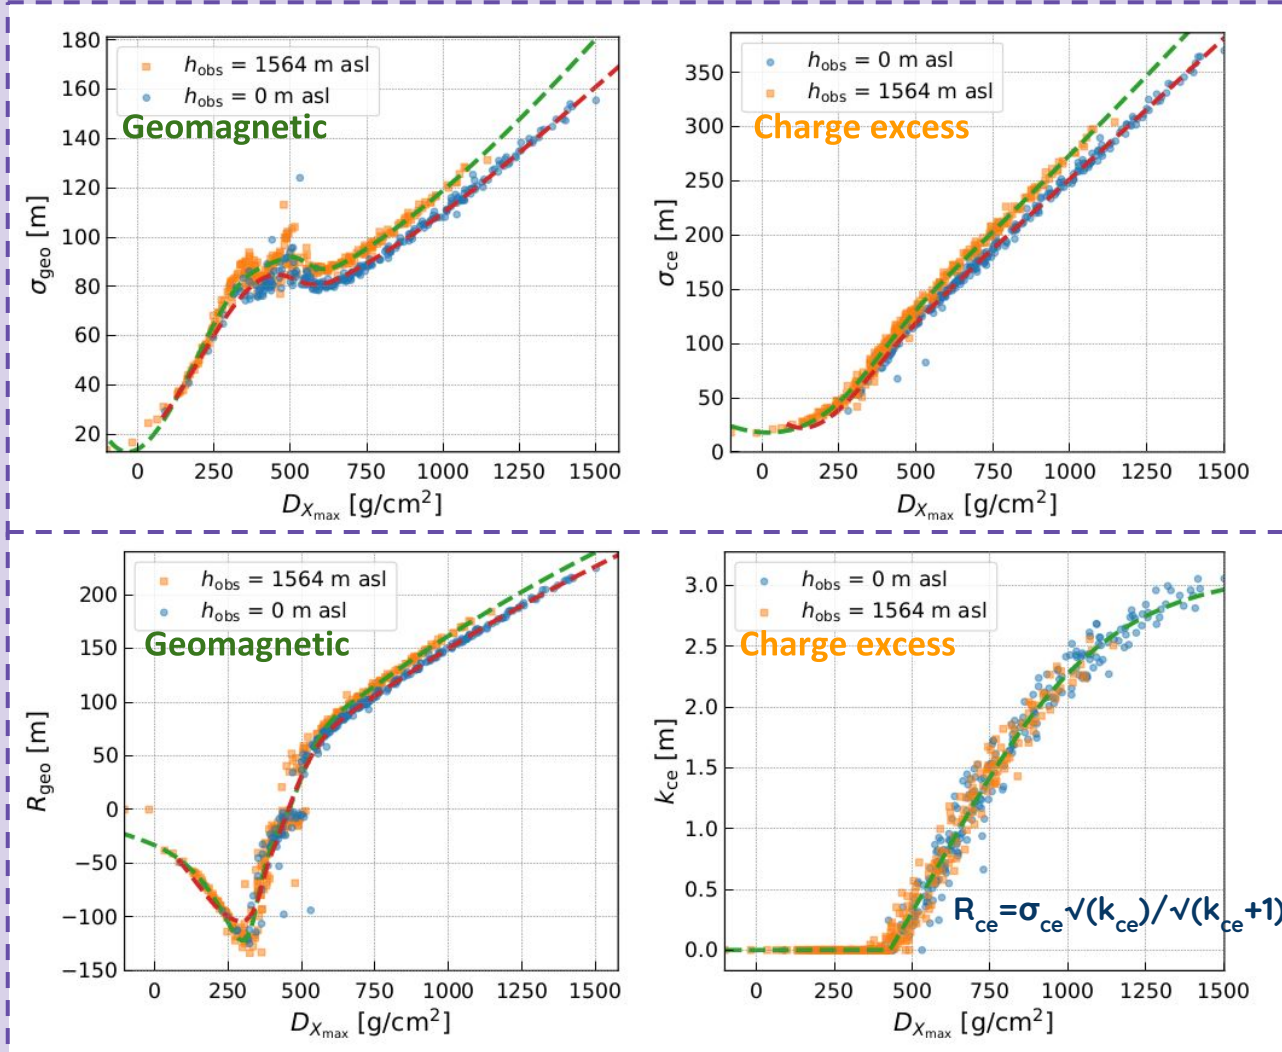 180
160
140
120
100
80
60
40
20
σgeo [m]
h_obs = 1564 m asl
h_obs = 0 m asl
Geomagnetic
0
250
500
750
1000
1250
1500
D_Xmax [g/cm²]
350
300
250
200
150
100
50
0
σce [m]
h_obs = 0 m asl
h_obs = 1564 m asl
Charge excess
0
250
500
750
1000
1250
1500
D_Xmax [g/cm²]
200
150
100
50
0
−50
−100
−150
R_geo [m]
h_obs = 1564 m asl
h_obs = 0 m asl
Geomagnetic
0
250
500
750
1000
1250
1500
D_Xmax [g/cm²]
3.0
2.5
2.0
1.5
1.0
0.5
0.0
k_ce [m]
h_obs = 0 m asl
h_obs = 1564 m asl
Charge excess
R_ce=σ_ce√(k_ce)/√(k_ce+1)
0
250
500
750
1000
1250
1500
D_Xmax [g/cm²]